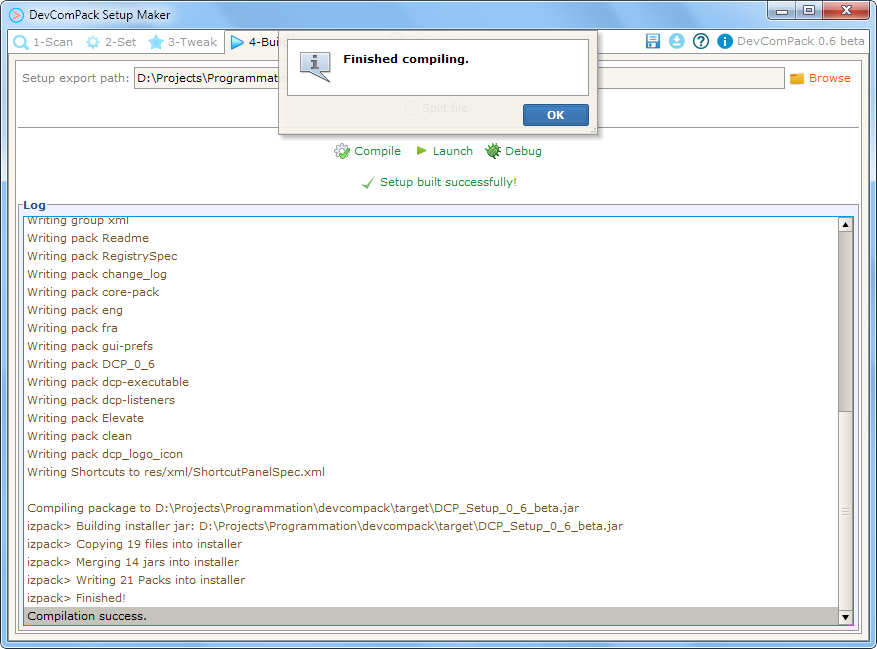 DevComPack Setup Maker
1-Scan
2-Set
3-Tweak
DevComPack 0.6 beta
Finished compiling.
Setup export path:
Browse
Split file
OK
Compile
Launch
Debug
Setup built successfully!
Log
Writing group xml
Writing pack Readme
Writing pack RegistrySpec
Writing pack change_log
Writing pack core-pack
Writing pack eng
Writing pack fra
Writing pack gui-prefs
Writing pack DCP_0_6
Writing pack dcp-executable
Writing pack dcp-listeners
Writing pack Elevate
Writing pack clean
Writing pack dcp_logo_icon
Writing Shortcuts to res/xml/ShortcutPanelSpec.xml
Compiling package to D:\Projects\Programmation\devcompack\target\DCP_Setup_0_6_beta.jar
izpack> Building installer jar: D:\Projects\Programmation\devcompack\target\DCP_Setup_0_6_beta.jar
izpack> Copying 19 files into installer
izpack> Merging 14 jars into installer
izpack> Writing 21 Packs into installer
izpack> Finished!
Compilation success.